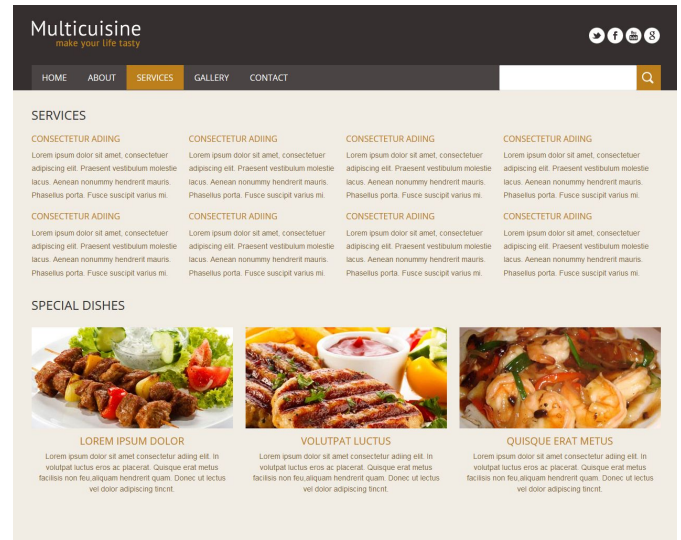 Multicuisine
make your life tasty
HOME ABOUT SERVICES GALLERY CONTACT
SERVICES
CONSECTETUR ADIING
Lorem ipsum dolor sit amet, consectetuer
adipiscing elit. Praesent vestibulum molestie
lacus. Aenean nonummy hendrerit mauris.
Phasellus porta. Fusce suscipit varius mi.
CONSECTETUR ADIING
Lorem ipsum dolor sit amet, consectetuer
adipiscing elit. Praesent vestibulum molestie
lacus. Aenean nonummy hendrerit mauris.
Phasellus porta. Fusce suscipit varius mi.
CONSECTETUR ADIING
Lorem ipsum dolor sit amet, consectetuer
adipiscing elit. Praesent vestibulum molestie
lacus. Aenean nonummy hendrerit mauris.
Phasellus porta. Fusce suscipit varius mi.
CONSECTETUR ADIING
Lorem ipsum dolor sit amet, consectetuer
adipiscing elit. Praesent vestibulum molestie
lacus. Aenean nonummy hendrerit mauris.
Phasellus porta. Fusce suscipit varius mi.
CONSECTETUR ADIING
Lorem ipsum dolor sit amet, consectetuer
adipiscing elit. Praesent vestibulum molestie
lacus. Aenean nonummy hendrerit mauris.
Phasellus porta. Fusce suscipit varius mi.
CONSECTETUR ADIING
Lorem ipsum dolor sit amet, consectetuer
adipiscing elit. Praesent vestibulum molestie
lacus. Aenean nonummy hendrerit mauris.
Phasellus porta. Fusce suscipit varius mi.
CONSECTETUR ADIING
Lorem ipsum dolor sit amet, consectetuer
adipiscing elit. Praesent vestibulum molestie
lacus. Aenean nonummy hendrerit mauris.
Phasellus porta. Fusce suscipit varius mi.
CONSECTETUR ADIING
Lorem ipsum dolor sit amet, consectetuer
adipiscing elit. Praesent vestibulum molestie
lacus. Aenean nonummy hendrerit mauris.
Phasellus porta. Fusce suscipit varius mi.
SPECIAL DISHES
LOREM IPSUM DOLOR
Lorem ipsum dolor sit amet consectetur adiing elit. In
volutpat luctus eros ac placerat. Quisque erat metus
facilisis non feu,aliquam hendrerit quam. Donec ut lectus
vel dolor adipiscing tincnt.
VOLUTPAT LUCTUS
Lorem ipsum dolor sit amet consectetur adiing elit. In
volutpat luctus eros ac placerat. Quisque erat metus
facilisis non feu,aliquam hendrerit quam. Donec ut lectus
vel dolor adipiscing tincnt.
QUISQUE ERAT METUS
Lorem ipsum dolor sit amet consectetur adiing elit. In
volutpat luctus eros ac placerat. Quisque erat metus
facilisis non feu,aliquam hendrerit quam. Donec ut lectus
vel dolor adipiscing tincnt.